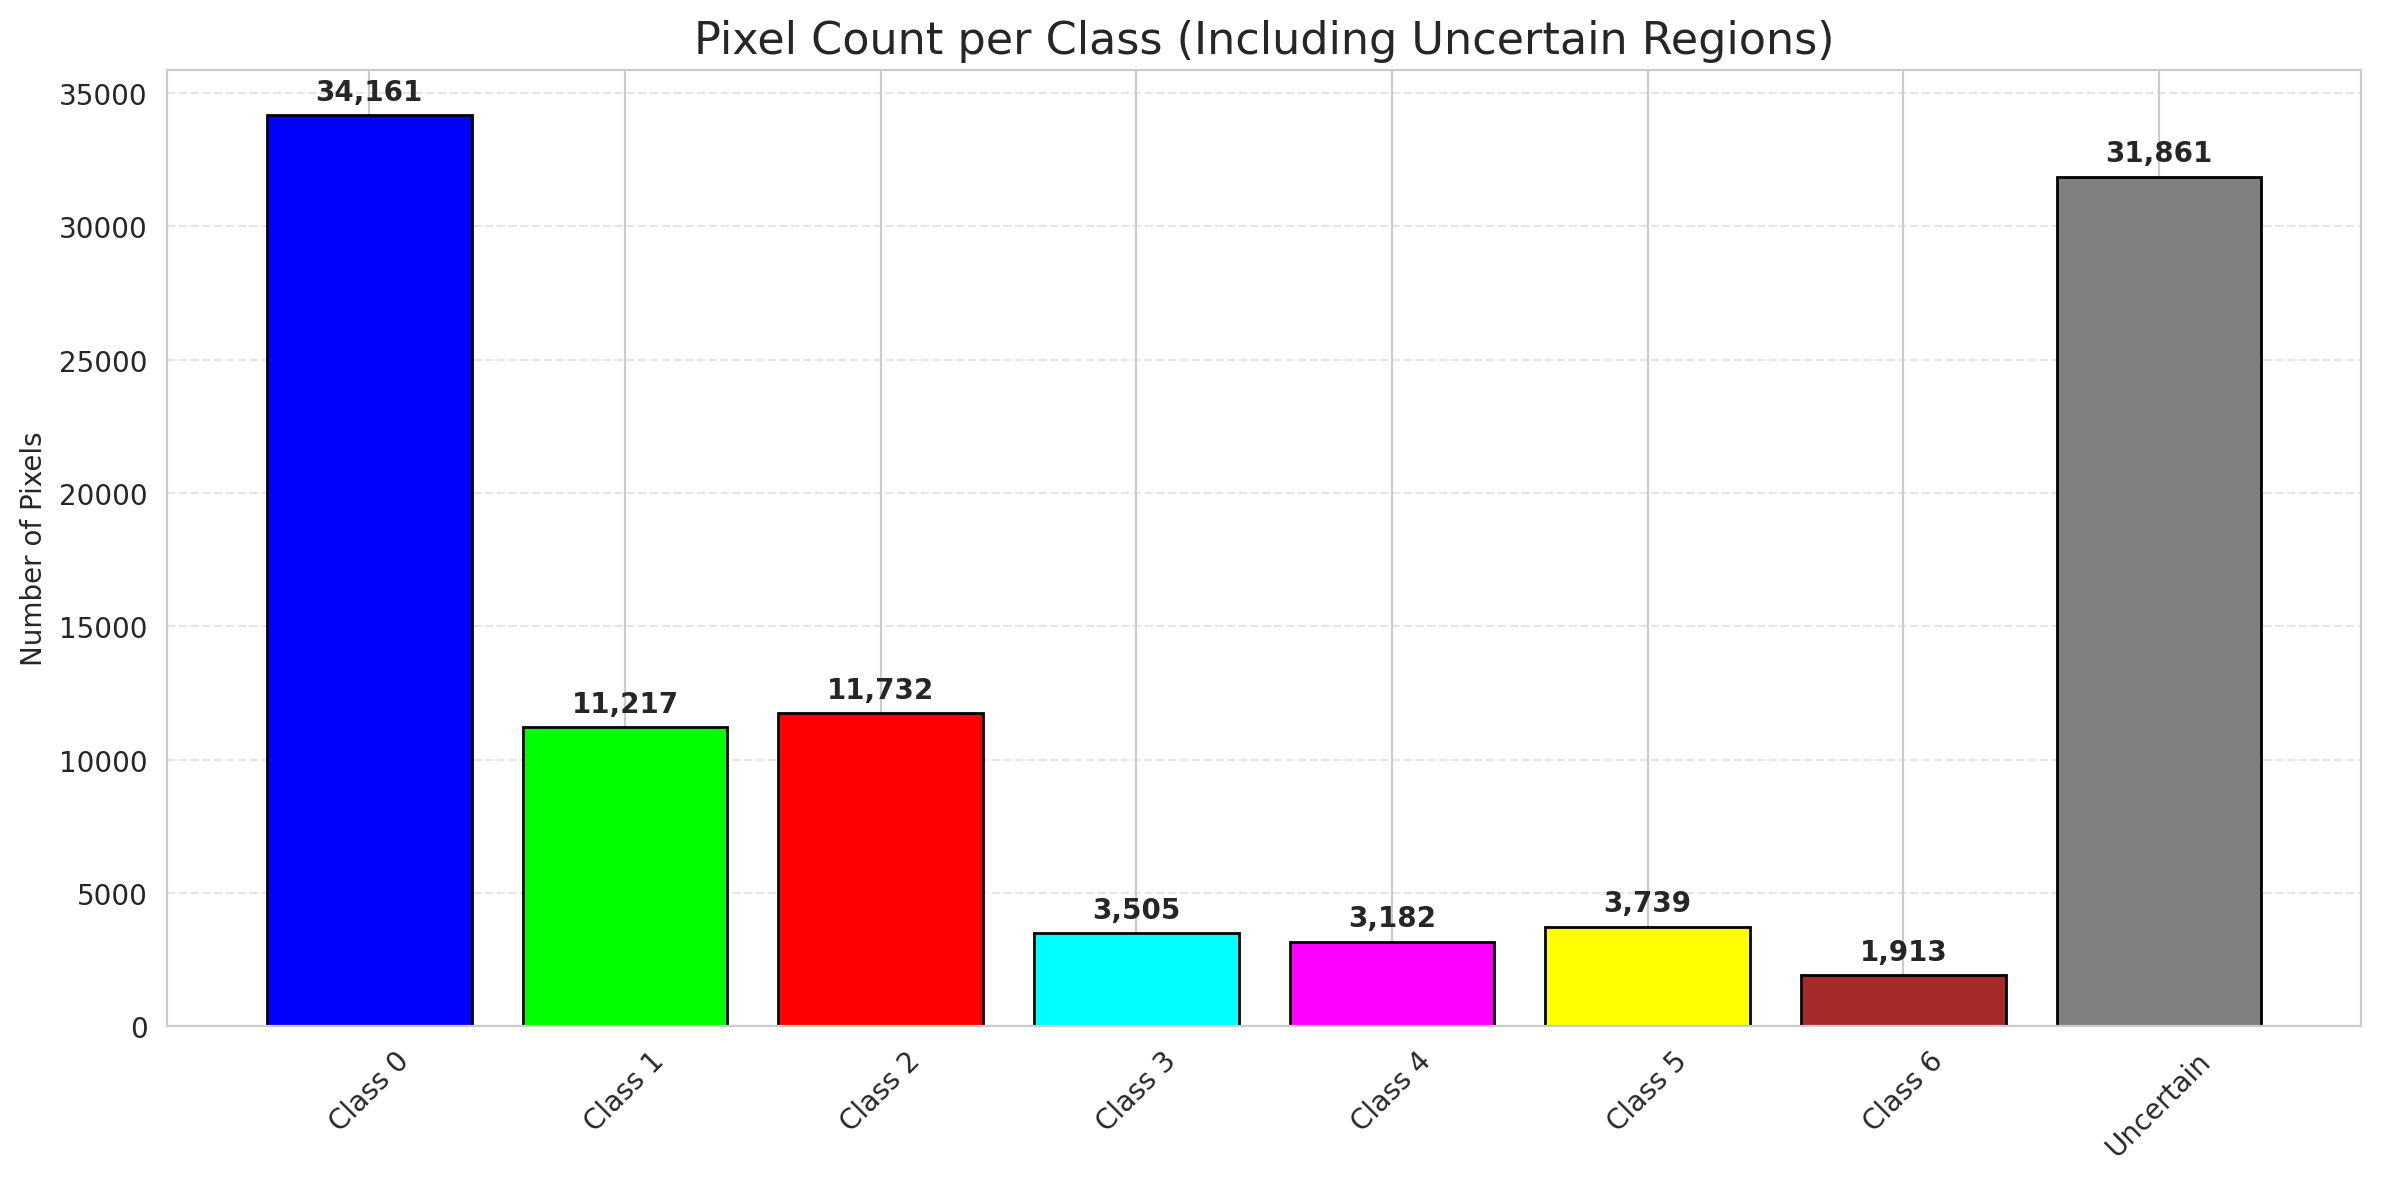 Pixel Count per Class (Including Uncertain Regions)
Number of Pixels
35000
30000
25000
20000
15000
10000
5000
0
34,161
11,217
11,732
3,505
3,182
3,739
1,913
31,861
Class 0
Class 1
Class 2
Class 3
Class 4
Class 5
Class 6
Uncertain